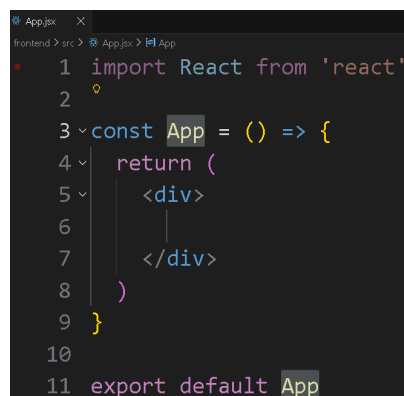 App.jsx
frontend > src > App.jsx > App
1 import React from 'react'
2
3 const App = () => {
4 return (
5 <div>
6
7 </div>
8 )
9 }
10
11 export default App